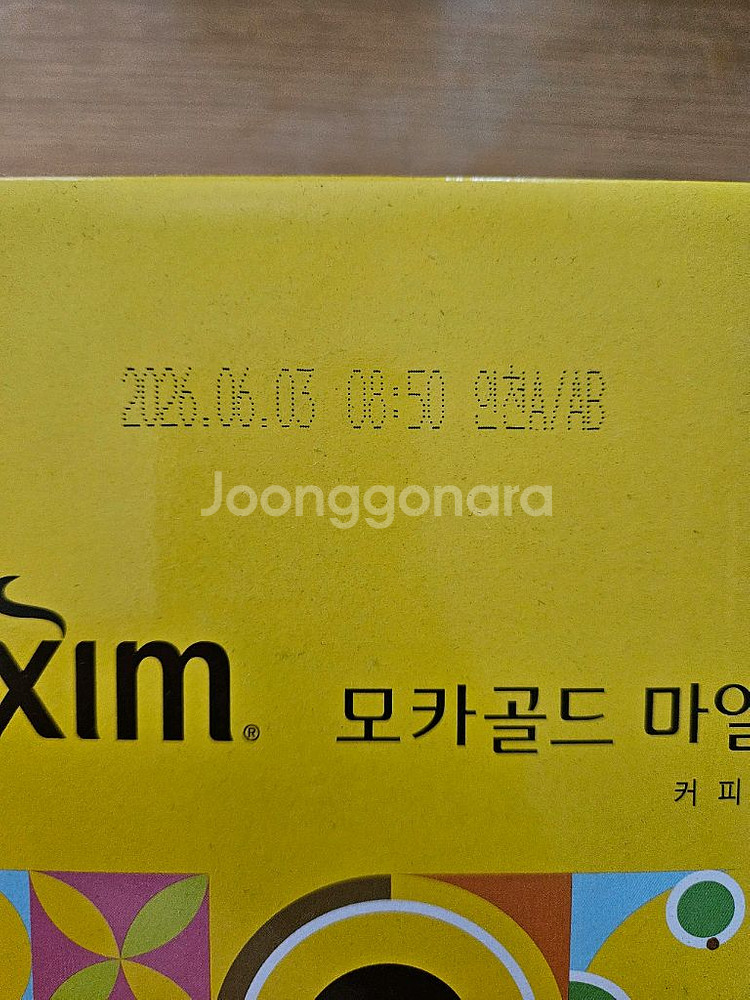 2026.06.03 08:50 인천A/AB
Joonggonara
xim®
모카골드 마일
커피